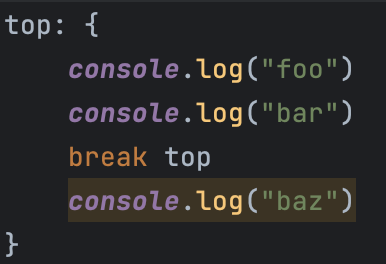 top: {
    console.log("foo")
    console.log("bar")
    break top
    console.log("baz")
}